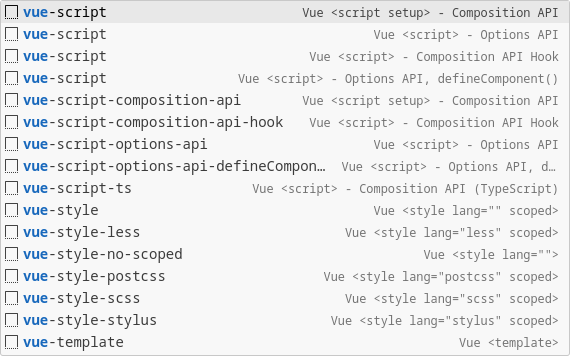 vue-script Vue <script setup> - Composition API
vue-script Vue <script> - Options API
vue-script Vue <script> - Composition API Hook
vue-script Vue <script> - Options API, defineComponent()
vue-script-composition-api Vue <script setup> - Composition API
vue-script-composition-api-hook Vue <script> - Composition API Hook
vue-script-options-api Vue <script> - Options API
vue-script-options-api-defineCompon… Vue <script> - Options API, d…
vue-script-ts Vue <script> - Composition API (TypeScript)
vue-style Vue <style lang="" scoped>
vue-style-less Vue <style lang="less" scoped>
vue-style-no-scoped Vue <style lang="">
vue-style-postcss Vue <style lang="postcss" scoped>
vue-style-scss Vue <style lang="scss" scoped>
vue-style-stylus Vue <style lang="stylus" scoped>
vue-template Vue <template>